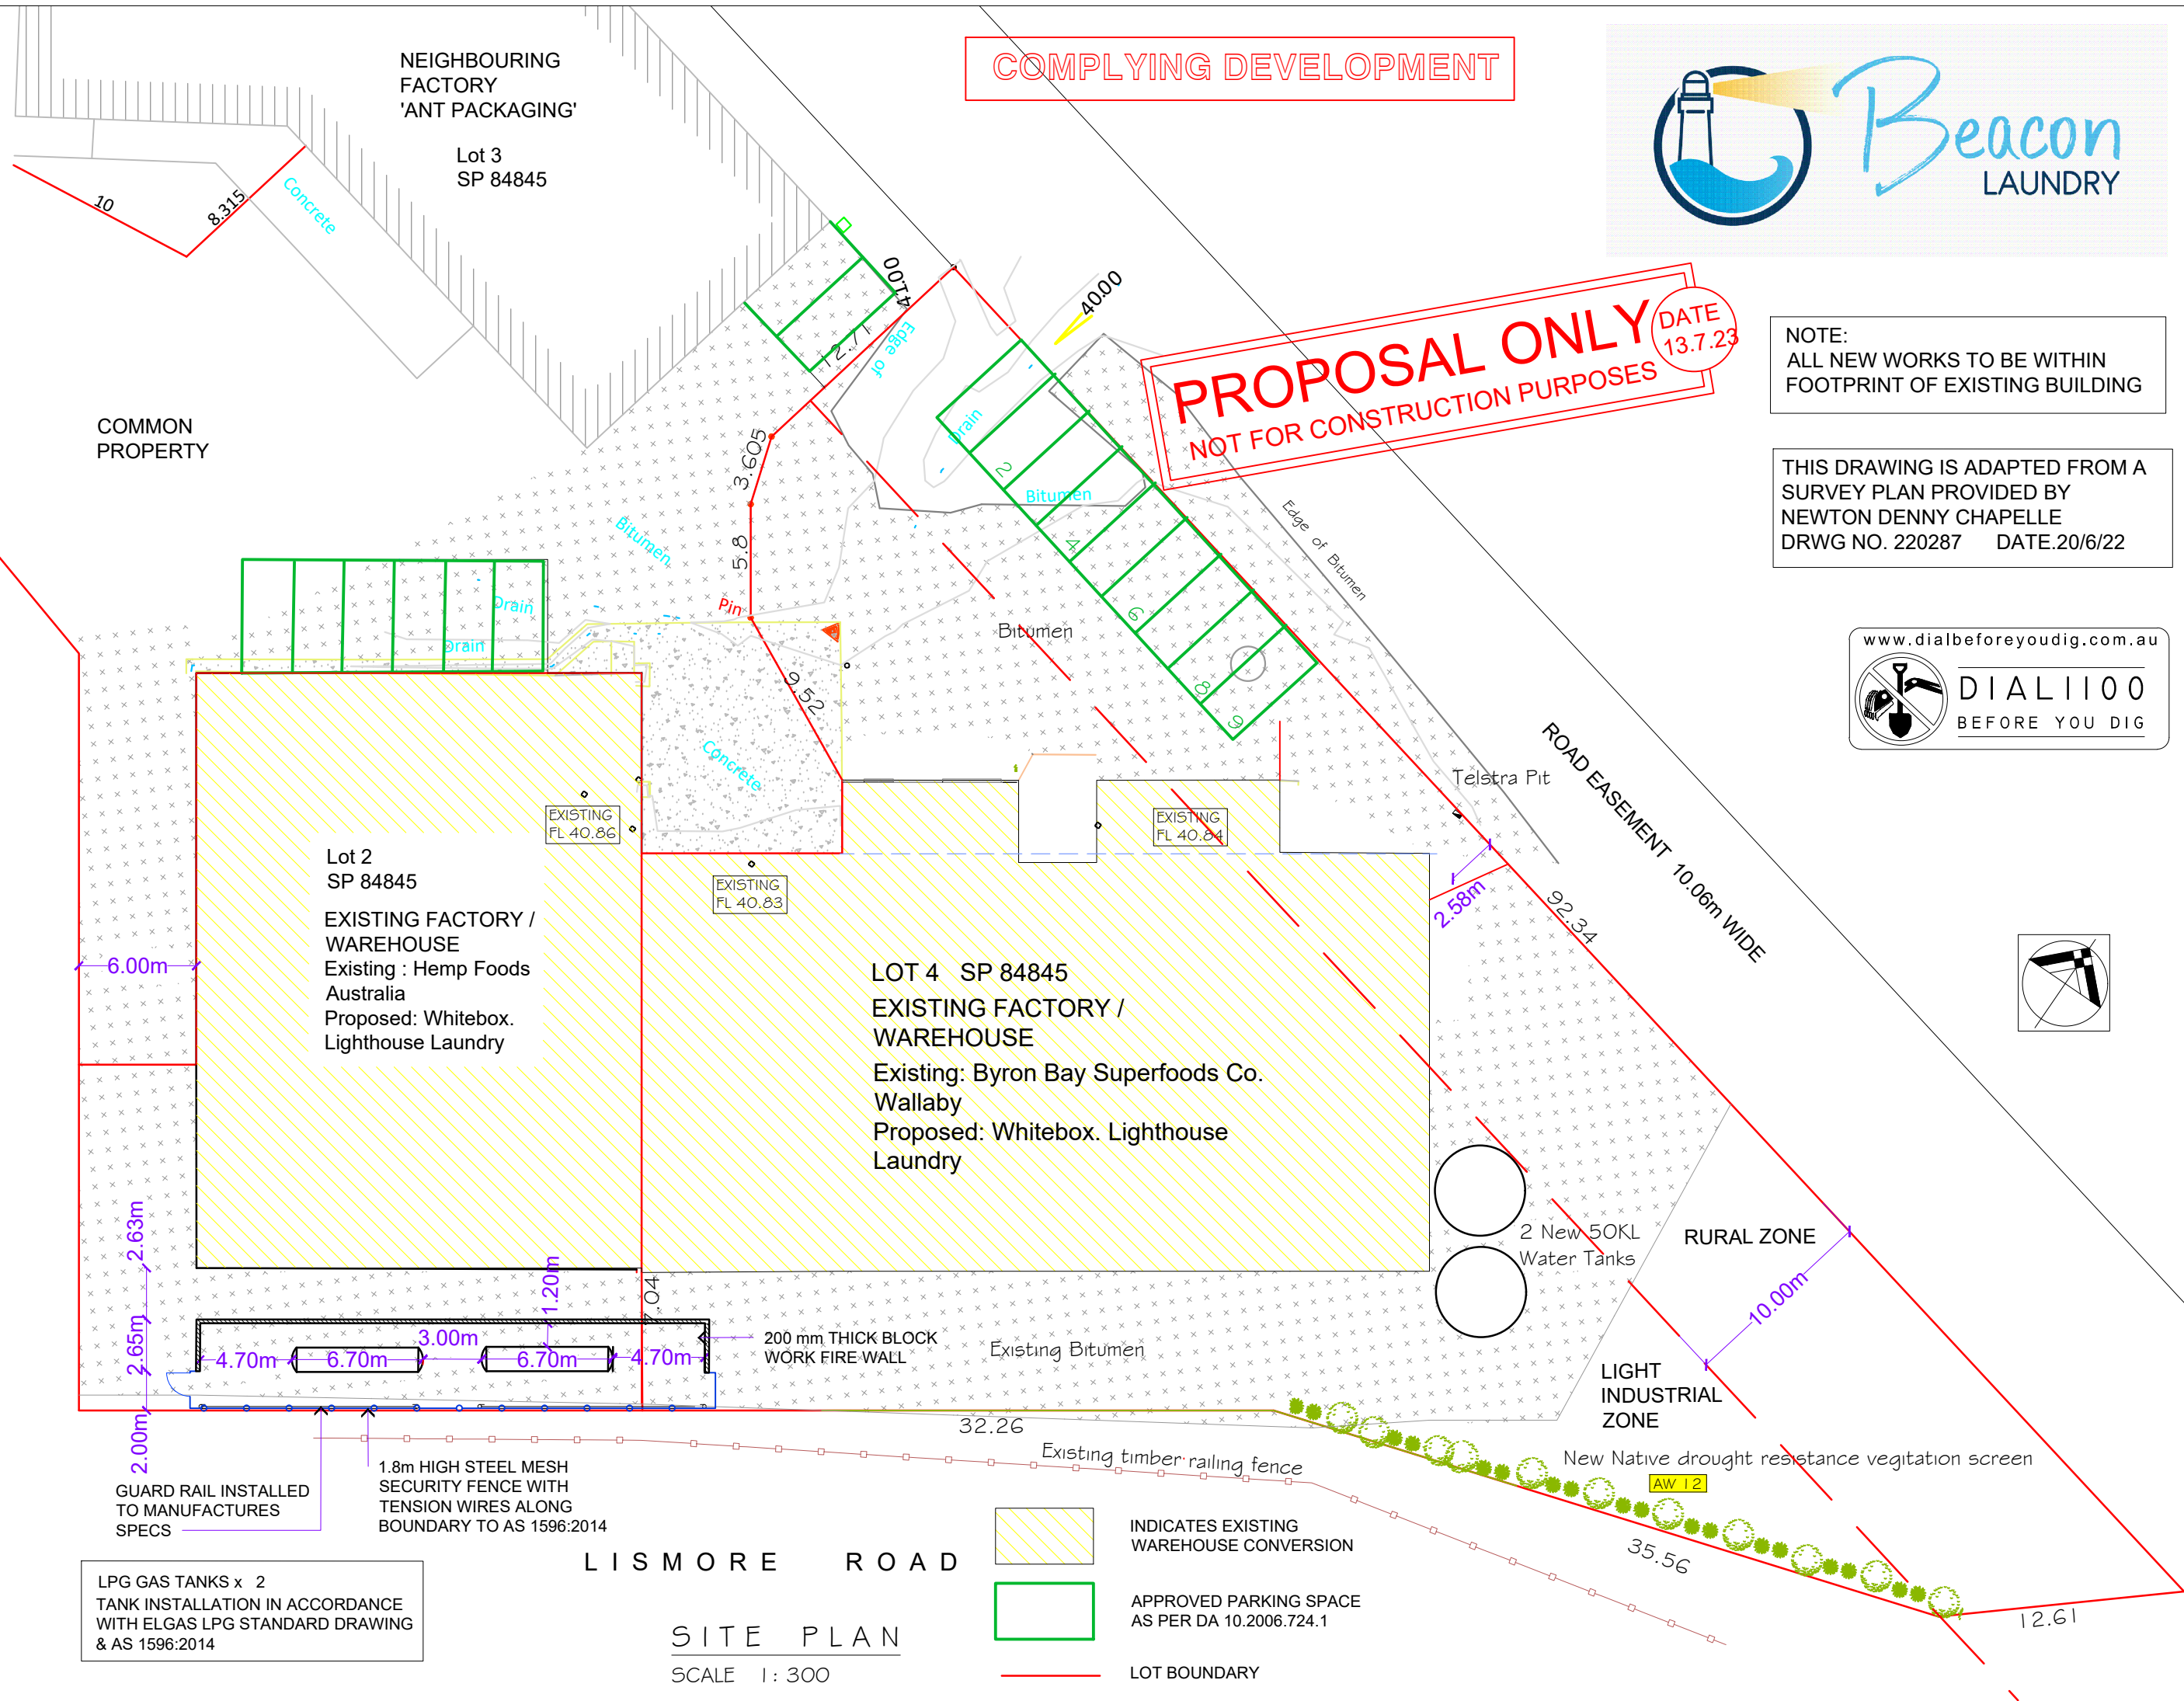 NEIGHBOURING
FACTORY
'ANT PACKAGING'
Lot 3
SP 84845
COMPLYING DEVELOPMENT
Beacon
LAUNDRY
10
8.315
Concrete
COMMON
PROPERTY
41.00
12.71
Edge of
40.00
PROPOSAL ONLY
NOT FOR CONSTRUCTION PURPOSES
DATE
13.7.23
NOTE:
ALL NEW WORKS TO BE WITHIN
FOOTPRINT OF EXISTING BUILDING
THIS DRAWING IS ADAPTED FROM A
SURVEY PLAN PROVIDED BY
NEWTON DENNY CHAPELLE
DRWG NO. 220287 DATE.20/6/22
www.dialbeforeyoudig.com.au
DIAL1100
BEFORE YOU DIG
3.605
5.8
Pin
9.52
Bitumen
Drain
Drain
Concrete
Drain
Bitumen
2
4
6
8
9
Bitumen
Edge of Bitumen
Telstra Pit
ROAD EASEMENT 10.06m WIDE
92.34
2.58m
EXISTING
FL 40.86
EXISTING
FL 40.84
EXISTING
FL 40.83
Lot 2
SP 84845
EXISTING FACTORY /
WAREHOUSE
Existing : Hemp Foods
Australia
Proposed: Whitebox.
Lighthouse Laundry
6.00m
LOT 4 SP 84845
EXISTING FACTORY /
WAREHOUSE
Existing: Byron Bay Superfoods Co.
Wallaby
Proposed: Whitebox. Lighthouse
Laundry
2 New 50KL
Water Tanks
RURAL ZONE
10.00m
LIGHT
INDUSTRIAL
ZONE
2.63m
2.65m
2.00m
1.20m
7.04
3.00m
4.70m
6.70m
6.70m
4.70m
200 mm THICK BLOCK
WORK FIRE WALL
Existing Bitumen
32.26
Existing timber railing fence
New Native drought resistance vegitation screen
AW 12
35.56
12.61
GUARD RAIL INSTALLED
TO MANUFACTURES
SPECS
1.8m HIGH STEEL MESH
SECURITY FENCE WITH
TENSION WIRES ALONG
BOUNDARY TO AS 1596:2014
LPG GAS TANKS x 2
TANK INSTALLATION IN ACCORDANCE
WITH ELGAS LPG STANDARD DRAWING
& AS 1596:2014
LISMORE ROAD
SITE PLAN
SCALE 1: 300
INDICATES EXISTING
WAREHOUSE CONVERSION
APPROVED PARKING SPACE
AS PER DA 10.2006.724.1
LOT BOUNDARY